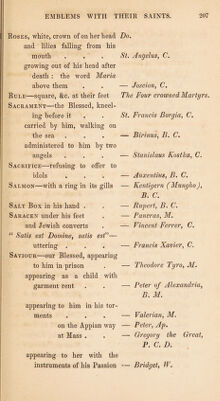 EMBLEMS WITH THEIR SAINTS. 207
ROSES, white, crown of on her head Do.
and lilies falling from his
mouth . . . St. Angelus, C.
growing out of his head after
death : the word Maria
above them . . — Joscion, C.
RULE—square, &c. at their feet The Four crowned Martyrs.
SACRAMENT—the Blessed, kneel-
ing before it . . St. Francis Borgia, C.
carried by him, walking on
the sea . . . — Birinus, B. C.
administered to him by two
angels . . . — Stanislaus Kostka, C.
SACRIFICE—refusing to offer to
idols . . . — Auxentius, B. C.
SALMON—with a ring in its gills — Kentigern (Mungho),
B. C.
SALT BOX in his hand . . — Rupert, B. C.
SARACEN under his feet . — Pancras, M.
and Jewish converts . — Vincent Ferrer, C.
" Satis est Domine, satis est"—
uttering . . . — Francis Xavier, C.
SAVIOUR—our Blessed, appearing
to him in prison — Theodore Tyro, M.
appearing as a child with
garment rent . . — Peter of Alexandria,
B. M.
appearing to him in his tor-
ments . . — Valerian, M.
on the Appian way — Peter, Ap.
at Mass . . — Gregory the Great,
P. C. D.
appearing to her with the
instruments of his Passion — Bridget, W.